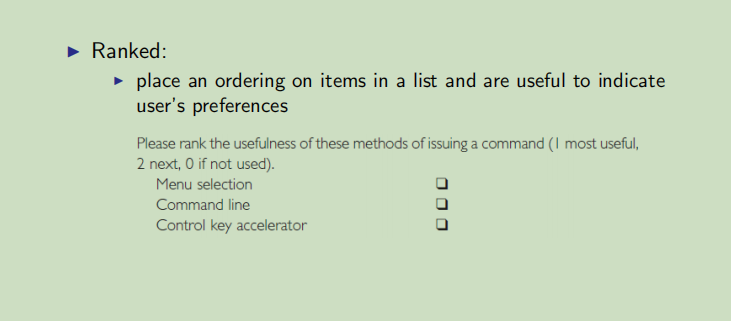 Ranked:
place an ordering on items in a list and are useful to indicate
user's preferences
Please rank the usefulness of these methods of issuing a command (1 most useful,
2 next, 0 if not used).
Menu selection
Command line
Control key accelerator